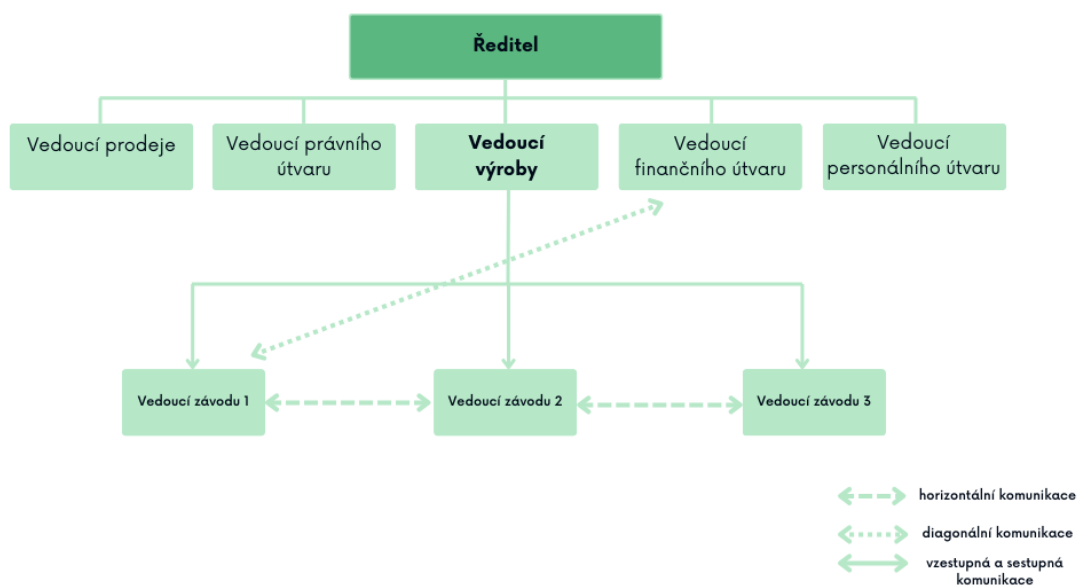 Ředitel
Vedoucí prodeje
Vedoucí právního
útvaru
Vedoucí
výroby
Vedoucí
finančního útvaru
Vedoucí
personálního útvaru
Vedoucí závodu 1
Vedoucí závodu 2
Vedoucí závodu 3
horizontální komunikace
diagonální komunikace
vzestupná a sestupná
komunikace